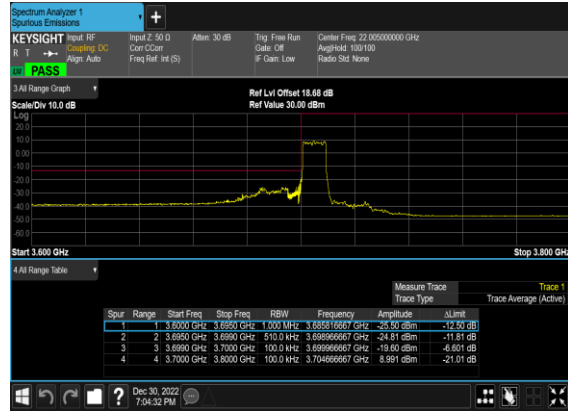 Spectrum Analyzer 1
Spurious Emissions
+
KEYSIGHT Input: RF Input Z: 50 Ω Atten: 30 dB Trig: Free Run Center Freq: 22.005000000 GHz
R T Coupling: DC Corr CCorr Gate: Off Avg|Hold: 100/100
Align: Auto Freq Ref: Int (S) IF Gain: Low Radio Std: None
PASS
3 All Range Graph
Ref Lvl Offset 18.68 dB
Scale/Div 10.0 dB Ref Value 30.00 dBm
Log
20.0
10.0
0.00
-10.0
-20.0
-30.0
-40.0
-50.0
-60.0
Start 3.600 GHz Stop 3.800 GHz
4 All Range Table
Measure Trace Trace 1
Trace Type Trace Average (Active)
Spur Range Start Freq Stop Freq RBW Frequency Amplitude ΔLimit
1 1 3.6000 GHz 3.6950 GHz 1.000 MHz 3.685816667 GHz -25.50 dBm -12.50 dB
2 2 3.6950 GHz 3.6990 GHz 510.0 kHz 3.698966667 GHz -24.81 dBm -11.81 dB
3 3 3.6990 GHz 3.7000 GHz 100.0 kHz 3.699966667 GHz -19.60 dBm -6.601 dB
4 4 3.7000 GHz 3.8000 GHz 100.0 kHz 3.704666667 GHz 8.991 dBm -21.01 dB
? Dec 30, 2022
7:04:32 PM